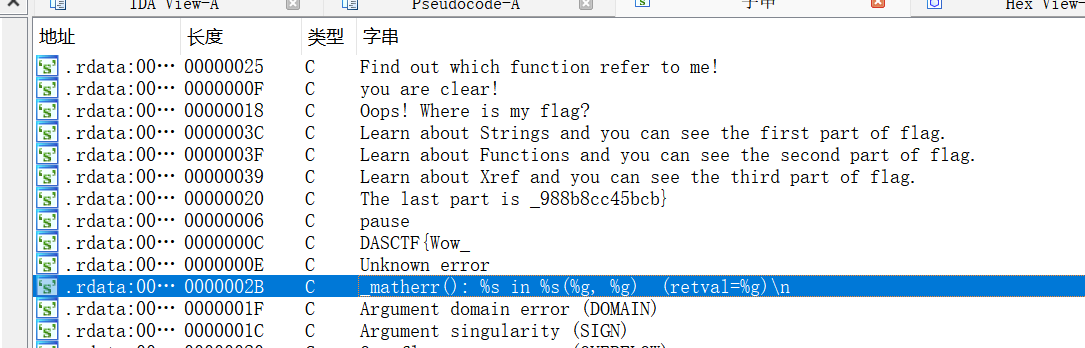 IDA View-A Pseudocode-A 字串 Hex View-
地址 长度 类型 字串
.rdata:00… 00000025 C Find out which function refer to me!
.rdata:00… 0000000F C you are clear!
.rdata:00… 00000018 C Oops! Where is my flag?
.rdata:00… 0000003C C Learn about Strings and you can see the first part of flag.
.rdata:00… 0000003F C Learn about Functions and you can see the second part of flag.
.rdata:00… 00000039 C Learn about Xref and you can see the third part of flag.
.rdata:00… 00000020 C The last part is _988b8cc45bcb}
.rdata:00… 00000006 C pause
.rdata:00… 0000000C C DASCTF{Wow_
.rdata:00… 0000000E C Unknown error
.rdata:00… 0000002B C _matherr(): %s in %s(%g, %g)  (retval=%g)\n
.rdata:00… 0000001F C Argument domain error (DOMAIN)
.rdata:00… 0000001C C Argument singularity (SIGN)